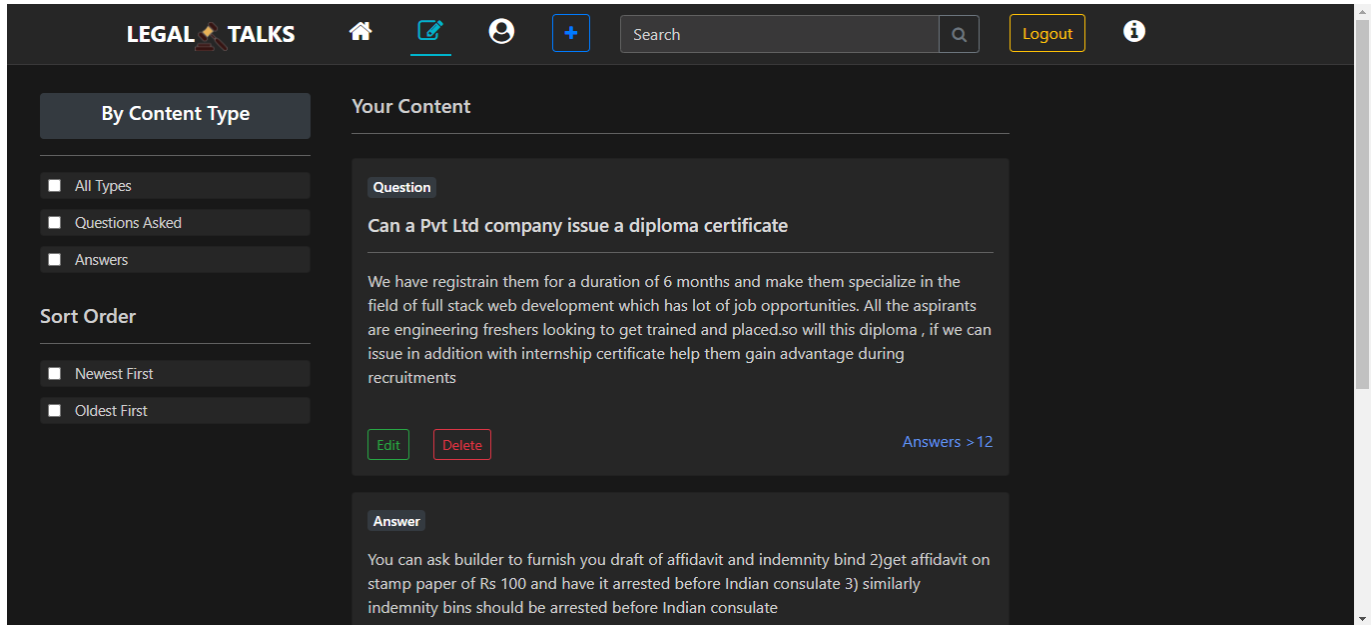 LEGAL TALKS
+
Search
Logout
By Content Type
All Types
Questions Asked
Answers
Sort Order
Newest First
Oldest First
Your Content
Question
Can a Pvt Ltd company issue a diploma certificate
We have registrain them for a duration of 6 months and make them specialize in the
field of full stack web development which has lot of job opportunities. All the aspirants
are engineering freshers looking to get trained and placed.so will this diploma , if we can
issue in addition with internship certificate help them gain advantage during
recruitments
Edit
Delete
Answers >12
Answer
You can ask builder to furnish you draft of affidavit and indemnity bind 2)get affidavit on
stamp paper of Rs 100 and have it arrested before Indian consulate 3) similarly
indemnity bins should be arrested before Indian consulate